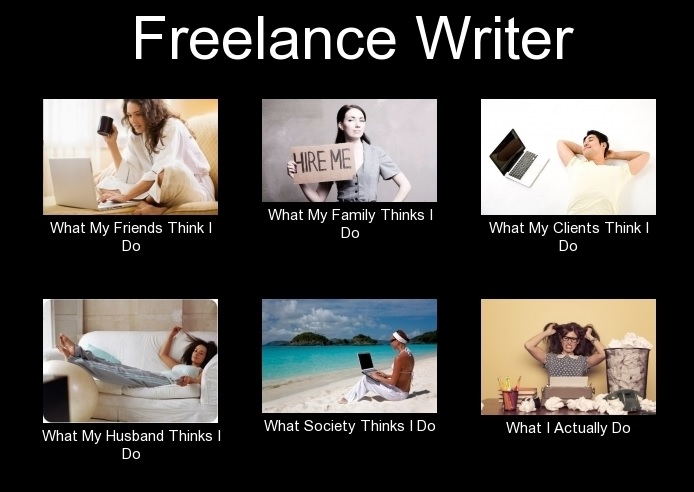 Freelance Writer
HIRE ME
What My Friends Think I
Do
What My Family Thinks I
Do
What My Clients Think I
Do
What My Husband Thinks I
Do
What Society Thinks I Do
What I Actually Do